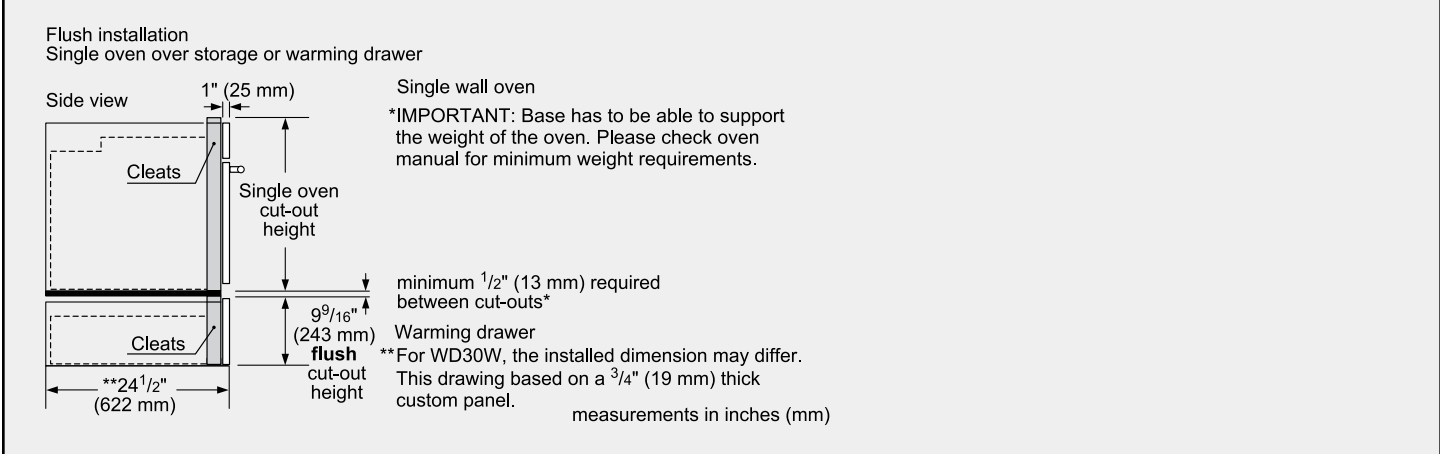 Flush installation
Single oven over storage or warming drawer
Side view
1" (25 mm)
Cleats
Single oven
cut-out
height
Single wall oven
*IMPORTANT: Base has to be able to support
the weight of the oven. Please check oven
manual for minimum weight requirements.
minimum 1/2" (13 mm) required
between cut-outs*
9 9/16"
(243 mm)
flush
cut-out
height
Cleats
Warming drawer
**For WD30W, the installed dimension may differ.
This drawing based on a 3/4" (19 mm) thick
custom panel.
**24 1/2"
(622 mm)
measurements in inches (mm)